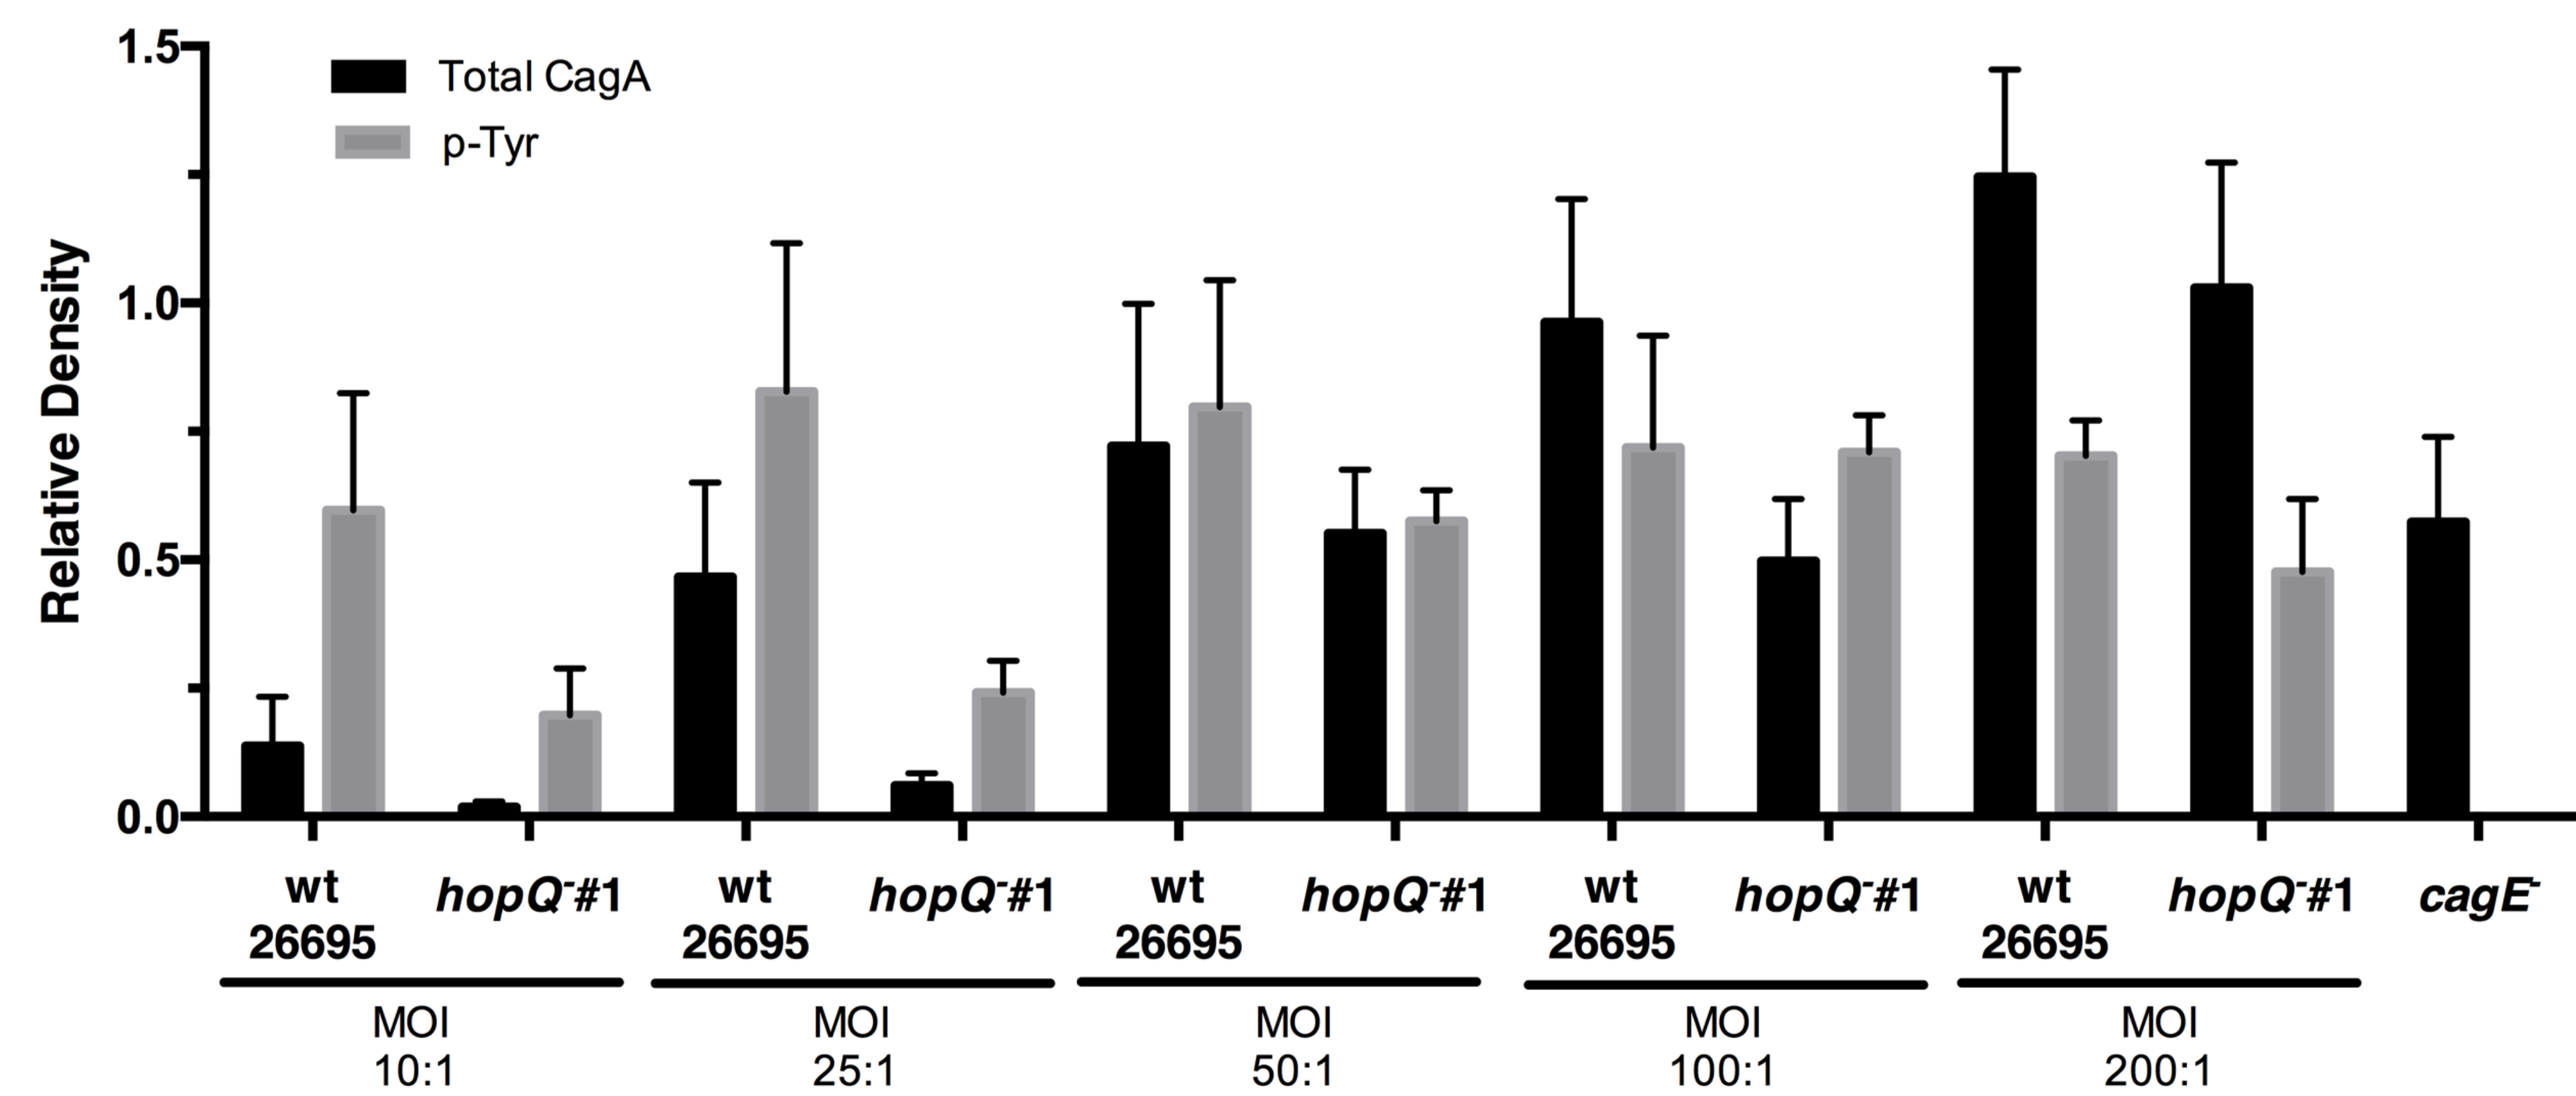 1.5
1.0
0.5
0.0
Relative Density
Total CagA
p-Tyr
wt
26695
hopQ-#1
wt
26695
hopQ-#1
wt
26695
hopQ-#1
wt
26695
hopQ-#1
wt
26695
hopQ-#1
cagE-
MOI
10:1
MOI
25:1
MOI
50:1
MOI
100:1
MOI
200:1